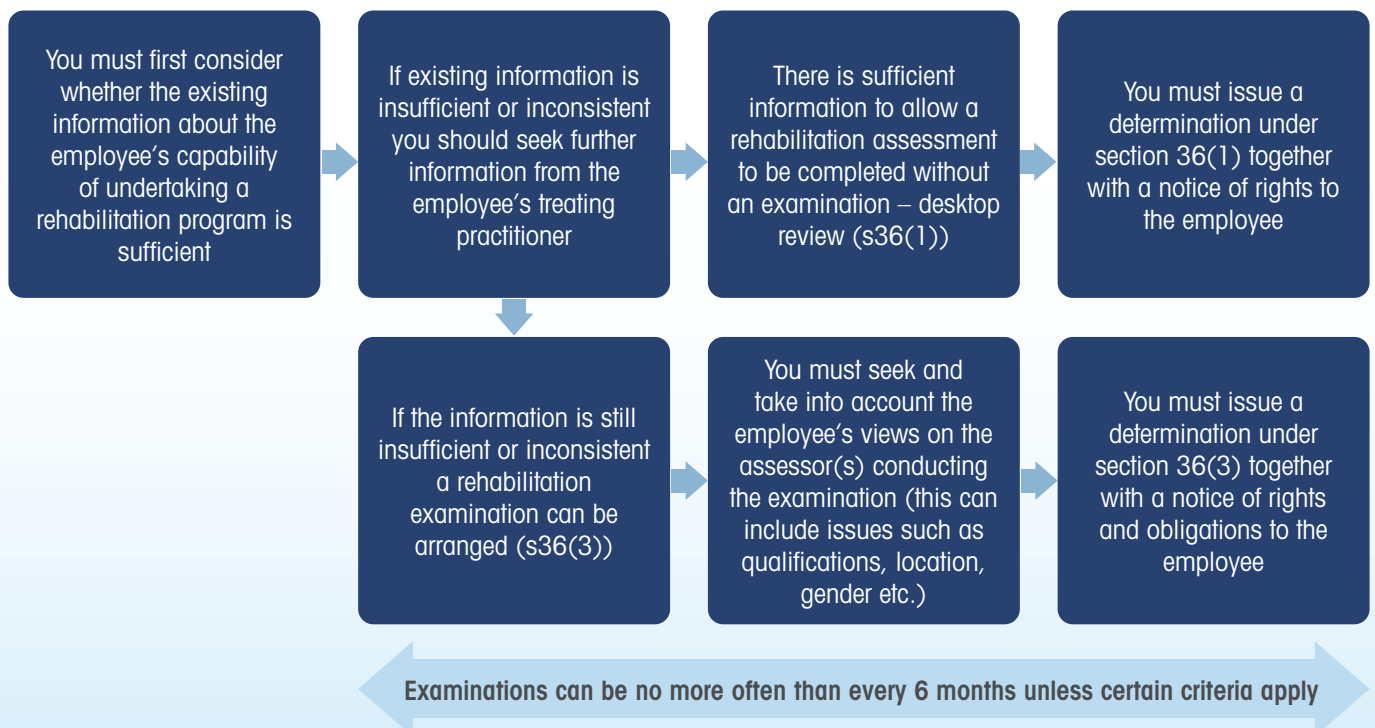 You must first consider
whether the existing
information about the
employee's capability
of undertaking a
rehabilitation program is
sufficient
If existing information is
insufficient or inconsistent
you should seek further
information from the
employee's treating
practitioner
There is sufficient
information to allow a
rehabilitation assessment
to be completed without
an examination – desktop
review (s36(1))
You must issue a
determination under
section 36(1) together
with a notice of rights to
the employee
If the information is still
insufficient or inconsistent
a rehabilitation
examination can be
arranged (s36(3))
You must seek and
take into account the
employee's views on the
assessor(s) conducting
the examination (this can
include issues such as
qualifications, location,
gender etc.)
You must issue a
determination under
section 36(3) together
with a notice of rights
and obligations to the
employee
Examinations can be no more often than every 6 months unless certain criteria apply